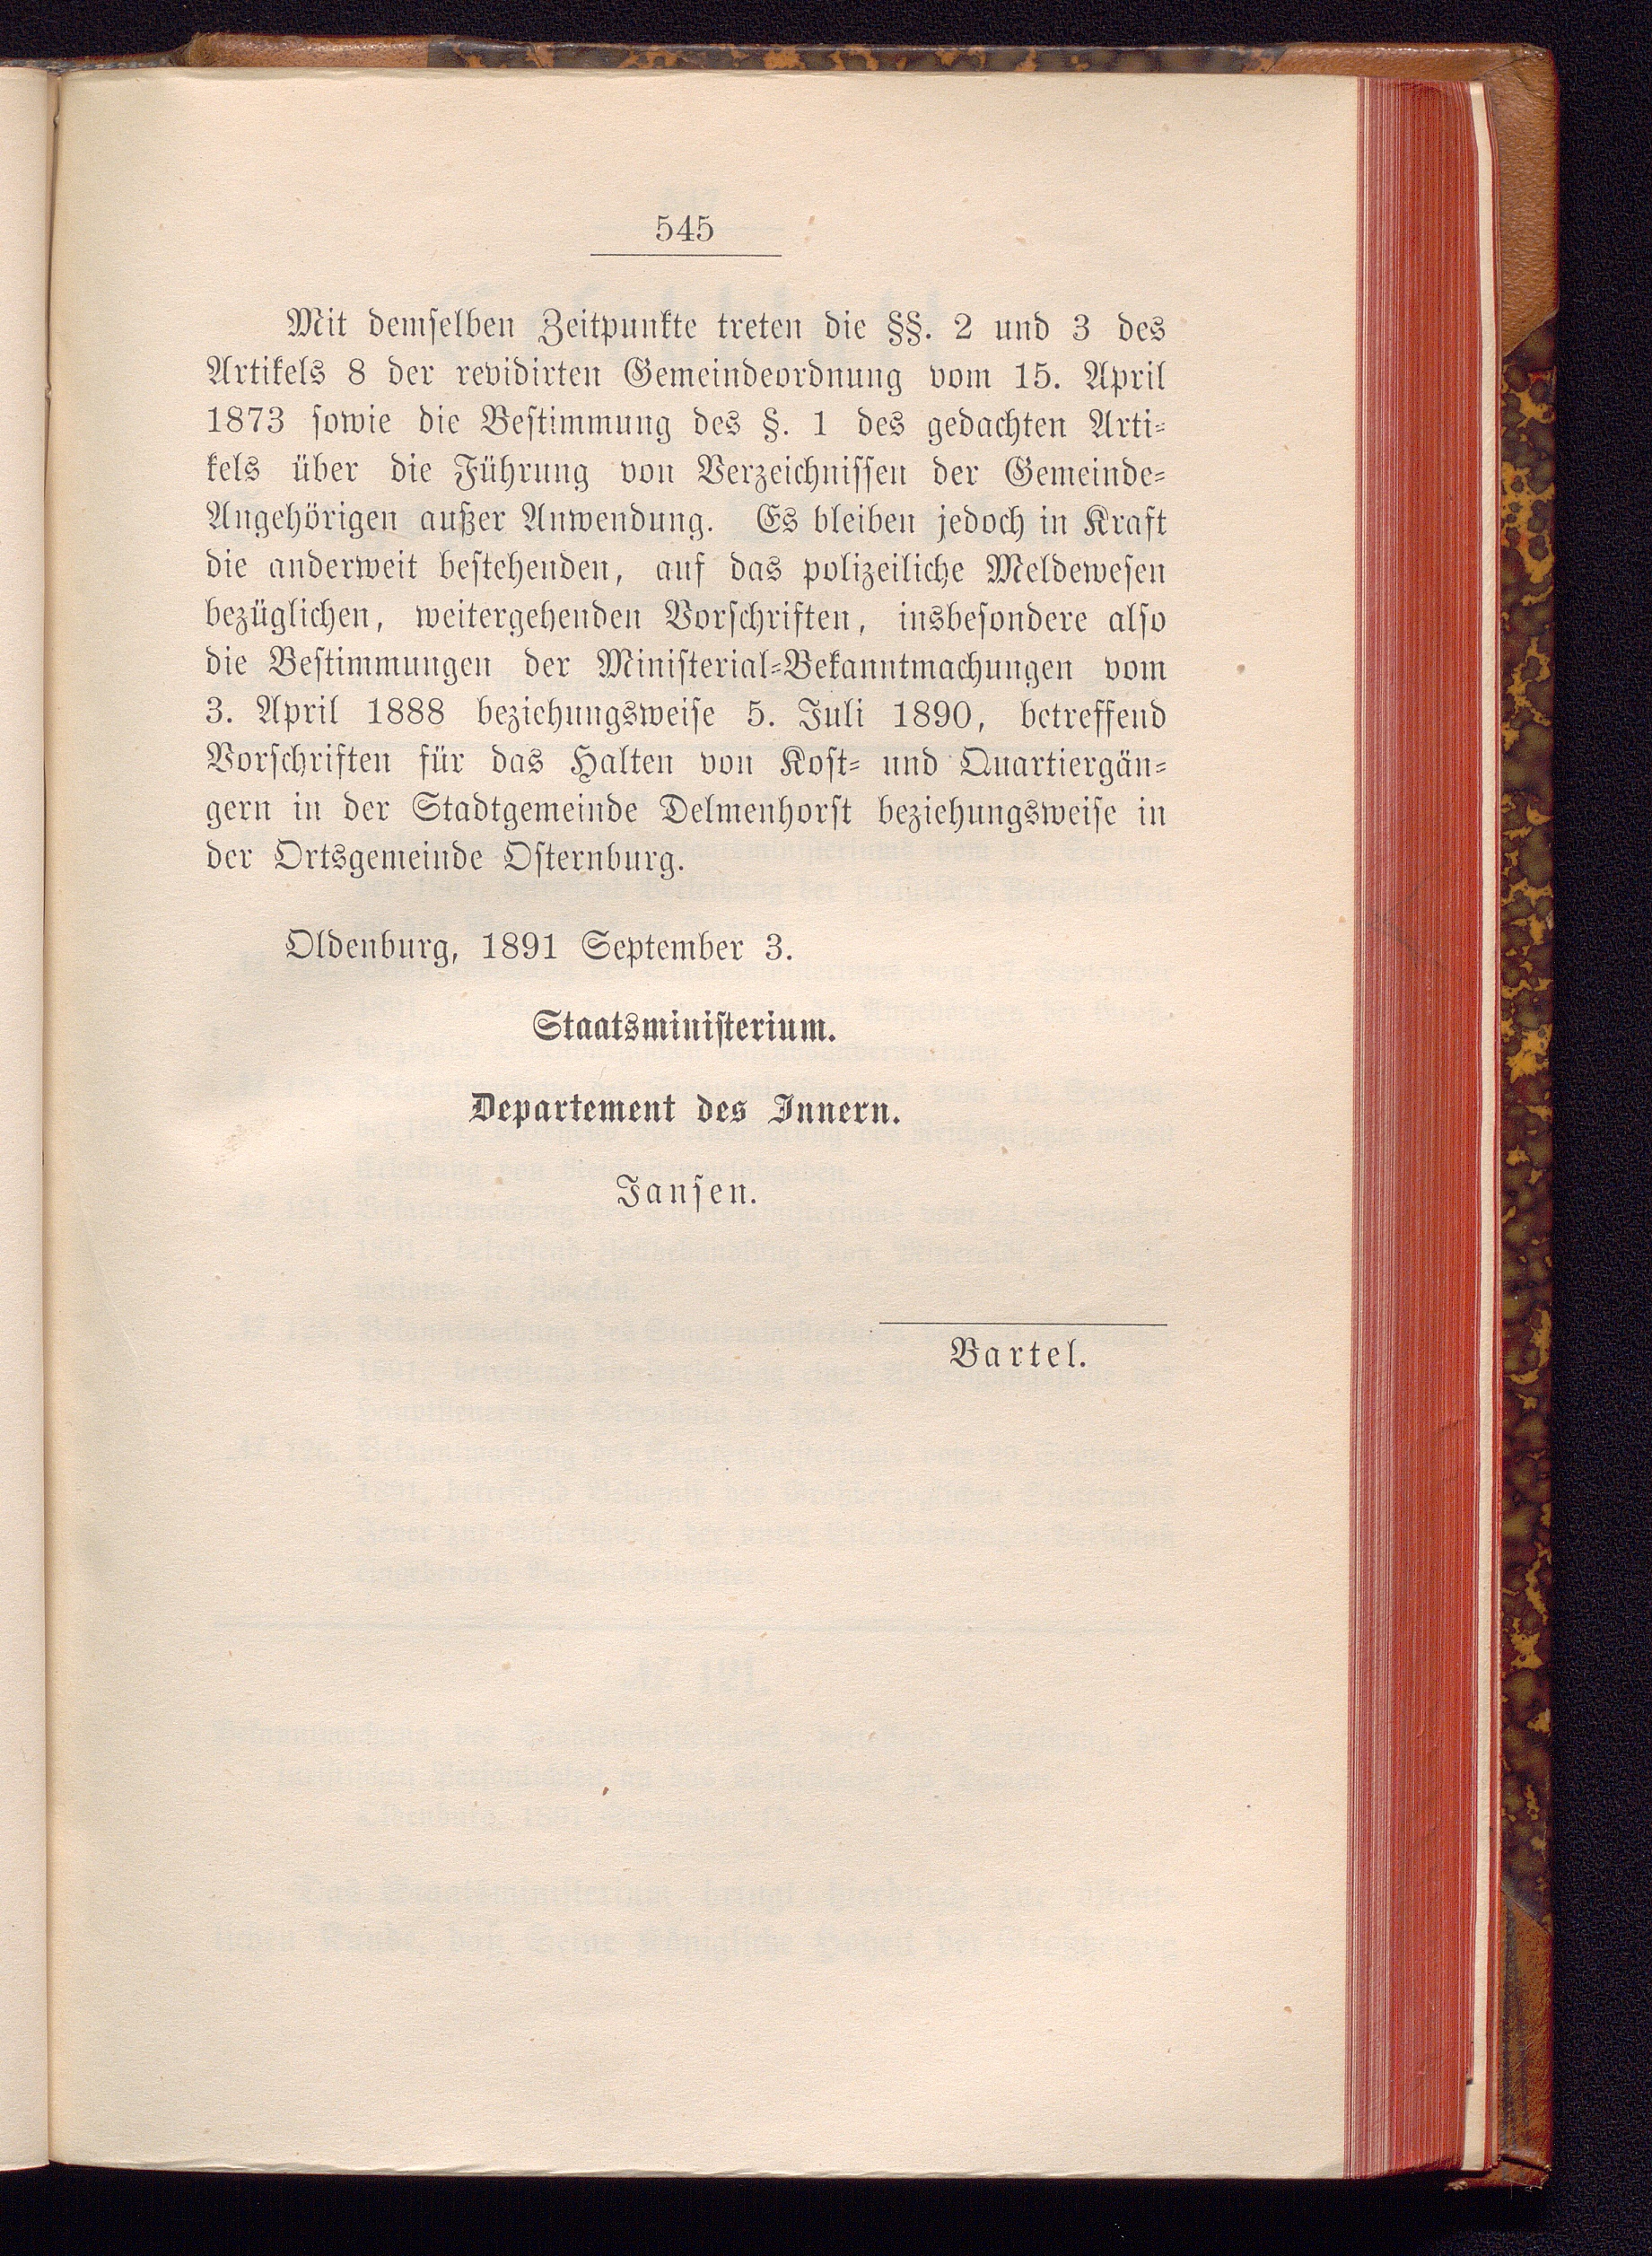 545
Mit demselben Zeitpunkte treten die §§. 2 und 3 des
Artikels 8 der revidirten Gemeindeordnung vom 15. April
1873 sowie die Bestimmung des §. 1 des gedachten Arti-
kels über die Führung von Verzeichnissen der Gemeinde-
Angehörigen außer Anwendung. Es bleiben jedoch in Kraft
die anderweit bestehenden, auf das polizeiliche Meldewesen
bezüglichen, weitergehenden Vorschriften, insbesondere also
die Bestimmungen der Ministerial-Bekanntmachungen vom
3. April 1888 beziehungsweise 5. Juli 1890, betreffend
Vorschriften für das Halten von Kost- und Quartiergän-
gern in der Stadtgemeinde Delmenhorst beziehungsweise in
der Ortsgemeinde Osternburg.
Oldenburg, 1891 September 3.
Staatsministerium.
Departement des Innern.
Jansen.
Bartel.